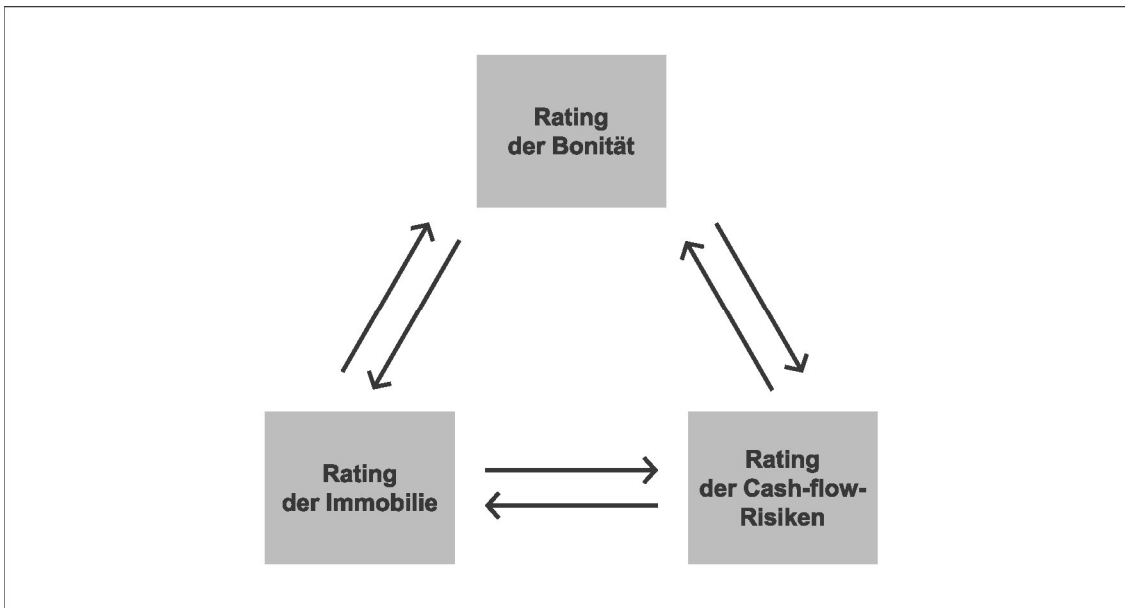 Rating
der Bonität
Rating
der Immobilie
Rating
der Cash-flow-
Risiken